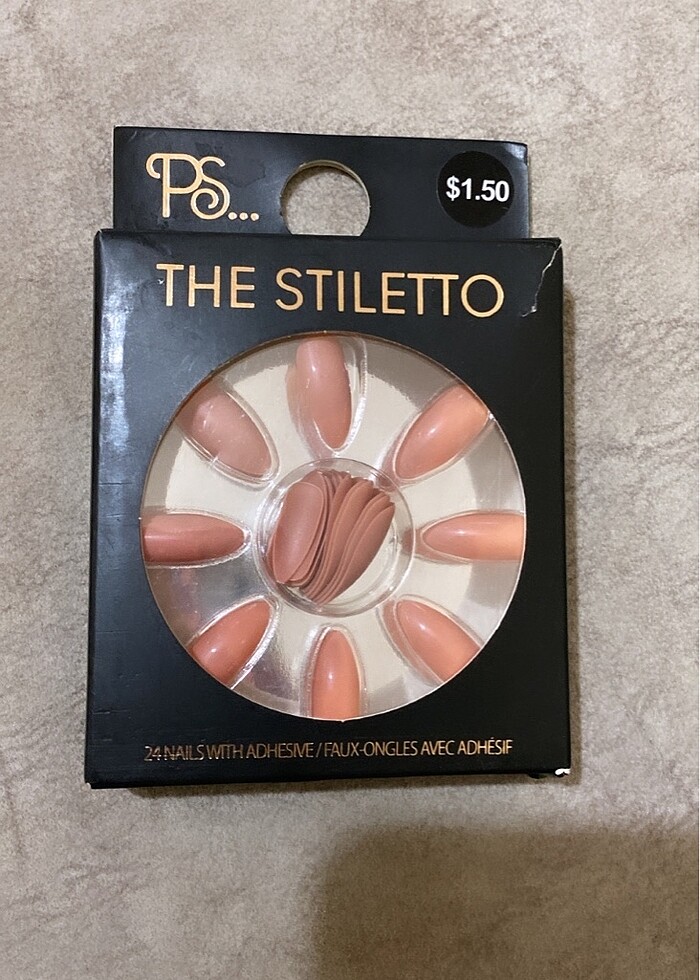 PS...
$1.50
THE STILETTO
24 NAILS WITH ADHESIVE / FAUX-ONGLES AVEC ADHÉSIF